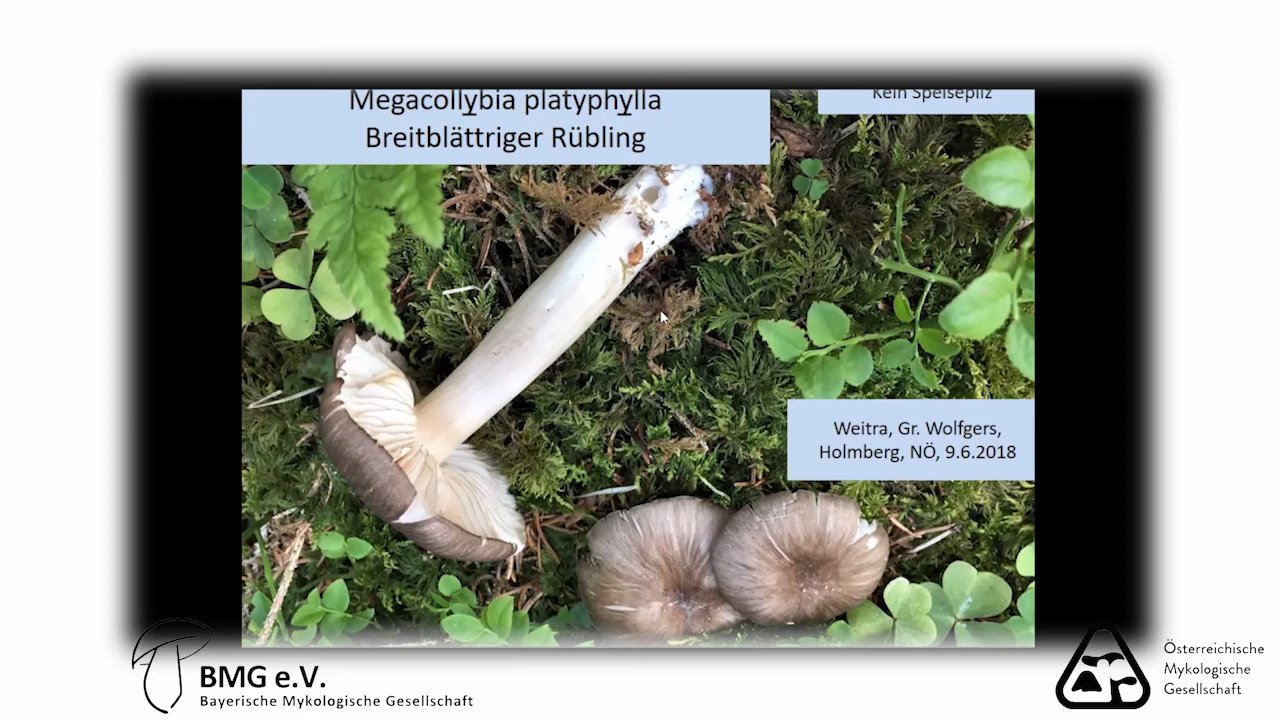 Megacollybia platyphylla
Breitblättriger Rübling
Kein Speisepilz
Weitra, Gr. Wolfgers,
Holmberg, NÖ, 9.6.2018
BMG e.V.
Bayerische Mykologische Gesellschaft
Österreichische
Mykologische
Gesellschaft